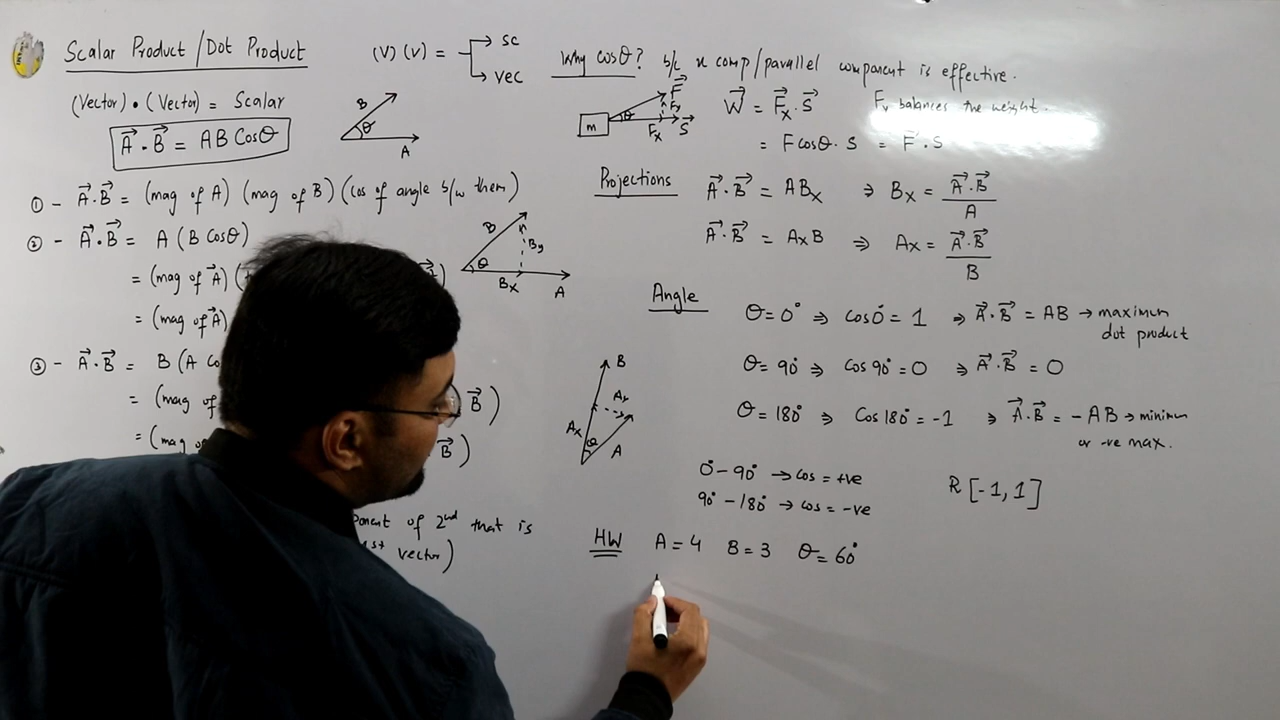 Scalar Product / Dot Product
(V) (V) = → sc
→ vec
(Vector) • (Vector) = Scalar
A⃗ · B⃗ = AB Cosθ
B
θ
A
① - A⃗·B⃗ = (mag of A) (mag of B) (cos of angle b/w them)
② - A⃗·B⃗ = A (B Cosθ)
= (mag of A⃗) (
= (mag of A⃗)
B
θ
By
Bx
A
③ - A⃗·B⃗ = B (A Co
= (mag of B⃗)
= (mag of B⃗)
B
Ax
θ
A
ponent of 2nd that is
vector)
Why cosθ? b/c x comp/parallel component is effective.
m
θ
F⃗
Fy
Fx
S⃗
W⃗ = F⃗x . S⃗
= Fcosθ . S = F⃗ . S
Fy balances the weight.
Projections
A⃗ . B⃗ = ABx ⇒ Bx = A⃗.B⃗ / A
A⃗ . B⃗ = AxB ⇒ Ax = A⃗.B⃗ / B
Angle
θ = 0° ⇒ cos0° = 1 ⇒ A⃗.B⃗ = AB → maximum
dot product
θ = 90° ⇒ Cos 90° = 0 ⇒ A⃗.B⃗ = 0
θ = 180° ⇒ Cos 180° = -1 ⇒ A⃗.B⃗ = - AB → minimum
or -ve max.
0° - 90° → cos = +ve
90° - 180° → cos = -ve
R [-1, 1]
HW A = 4 B = 3 θ = 60°